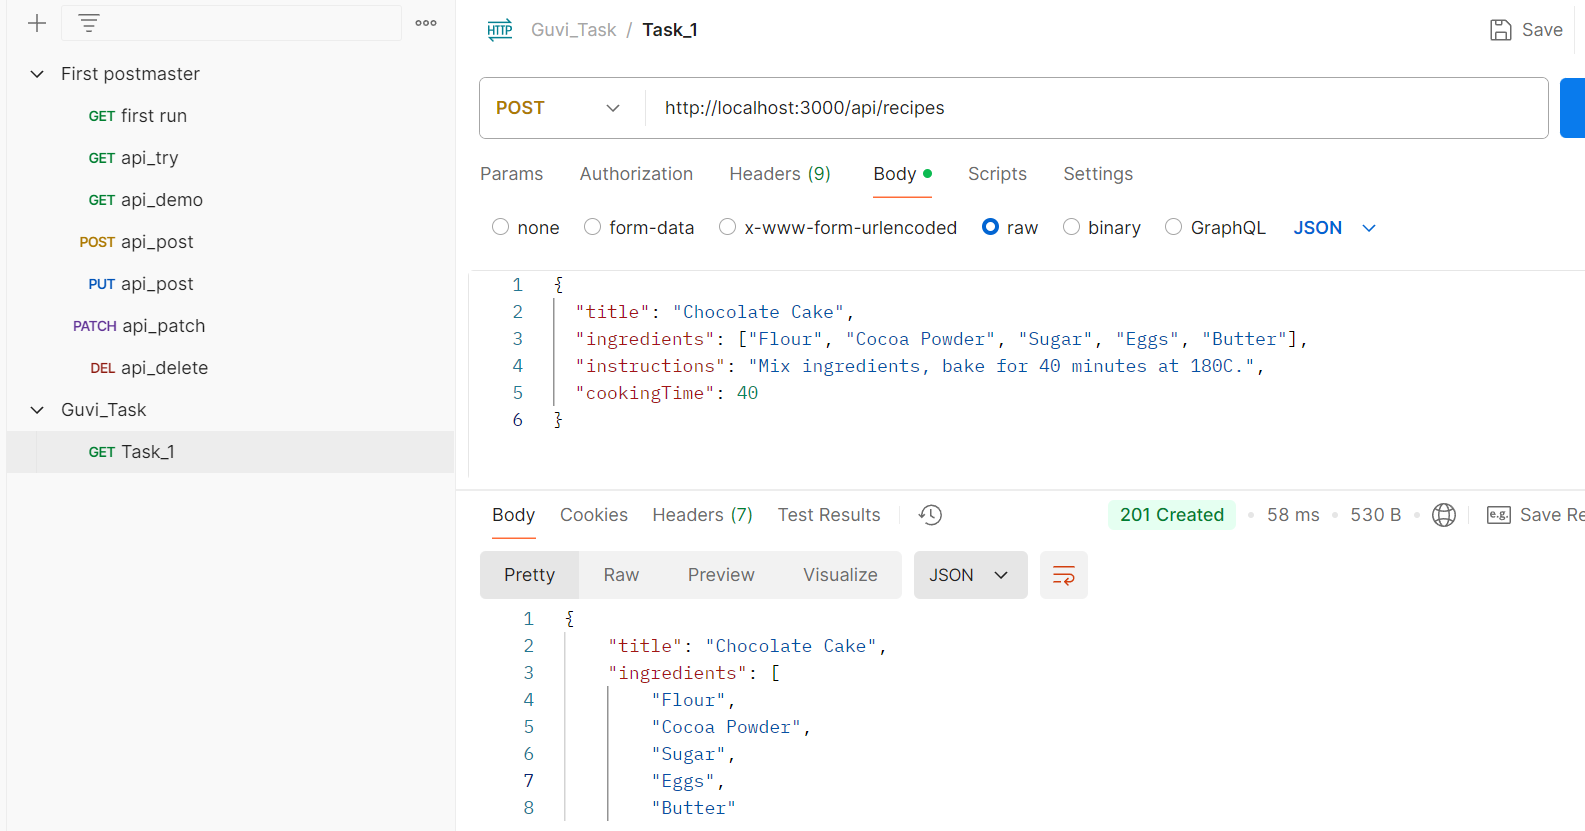 HTTP Guvi_Task / Task_1 Save
First postmaster
GET first run
GET api_try
GET api_demo
POST api_post
PUT api_post
PATCH api_patch
DEL api_delete
Guvi_Task
GET Task_1
POST http://localhost:3000/api/recipes
Params Authorization Headers (9) Body Scripts Settings
none form-data x-www-form-urlencoded raw binary GraphQL JSON
1 {
2 "title": "Chocolate Cake",
3 "ingredients": ["Flour", "Cocoa Powder", "Sugar", "Eggs", "Butter"],
4 "instructions": "Mix ingredients, bake for 40 minutes at 180C.",
5 "cookingTime": 40
6 }
Body Cookies Headers (7) Test Results 201 Created 58 ms 530 B e.g. Save Re
Pretty Raw Preview Visualize JSON
1 {
2 "title": "Chocolate Cake",
3 "ingredients": [
4 "Flour",
5 "Cocoa Powder",
6 "Sugar",
7 "Eggs",
8 "Butter"